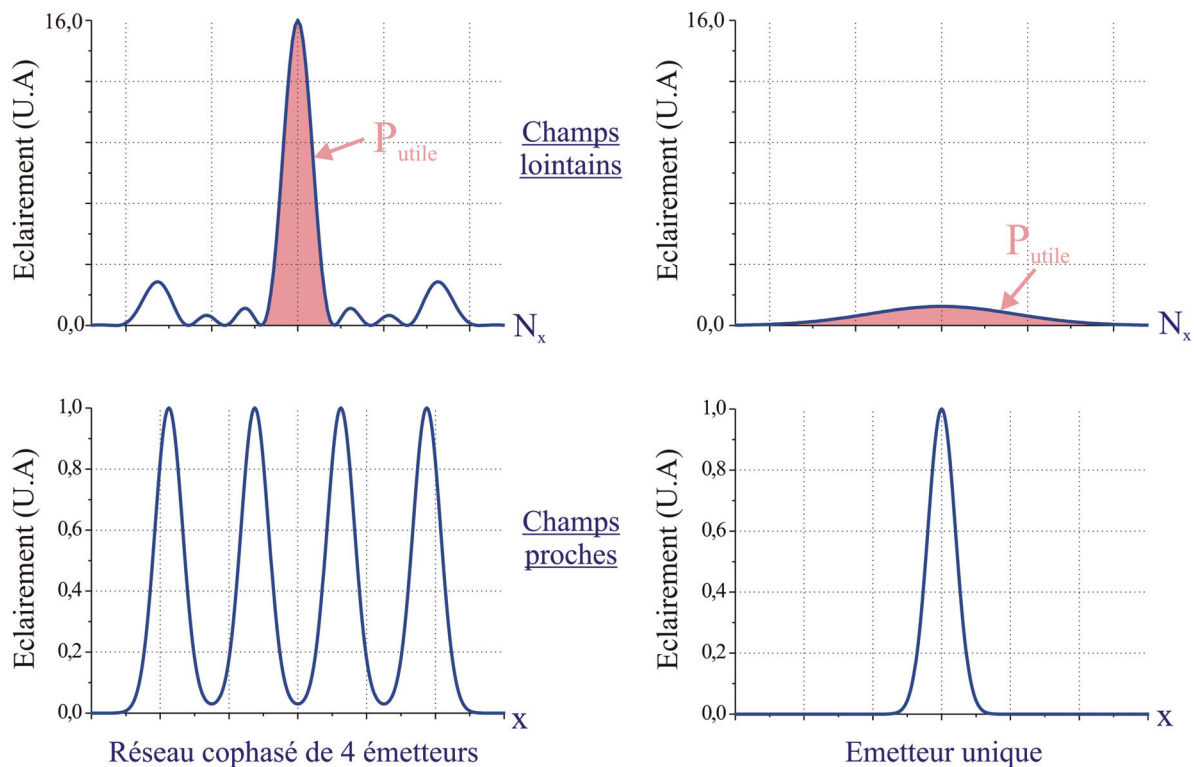 Eclairement (U.A)
16,0
0,0
P utile
N x
Champs
lointains
Eclairement (U.A)
16,0
0,0
P utile
N x
Eclairement (U.A)
1,0
0,8
0,6
0,4
0,2
0,0
x
Réseau cophasé de 4 émetteurs
Champs
proches
Eclairement (U.A)
1,0
0,8
0,6
0,4
0,2
0,0
x
Emetteur unique